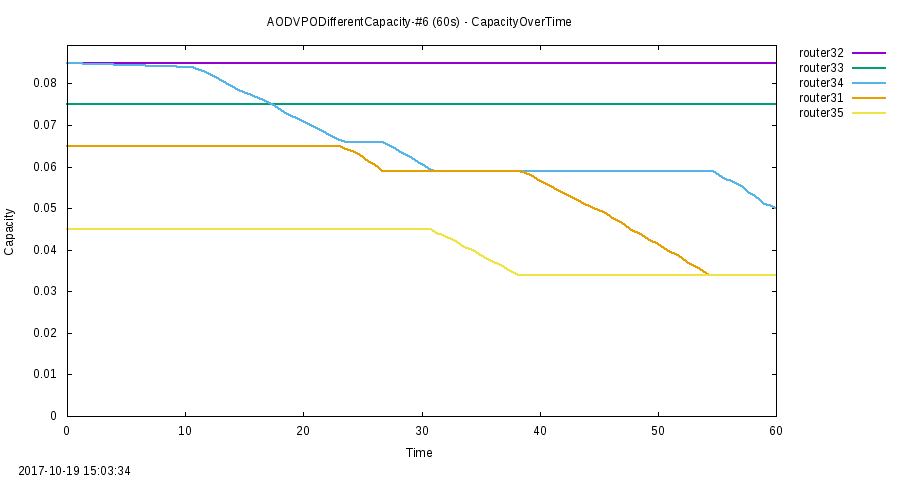 AODVPODifferentCapacity-#6 (60s) - CapacityOverTime
router32
router33
router34
router31
router35
0.08
0.07
0.06
0.05
0.04
0.03
0.02
0.01
0
Capacity
0 10 20 30 40 50 60
Time
2017-10-19 15:03:34